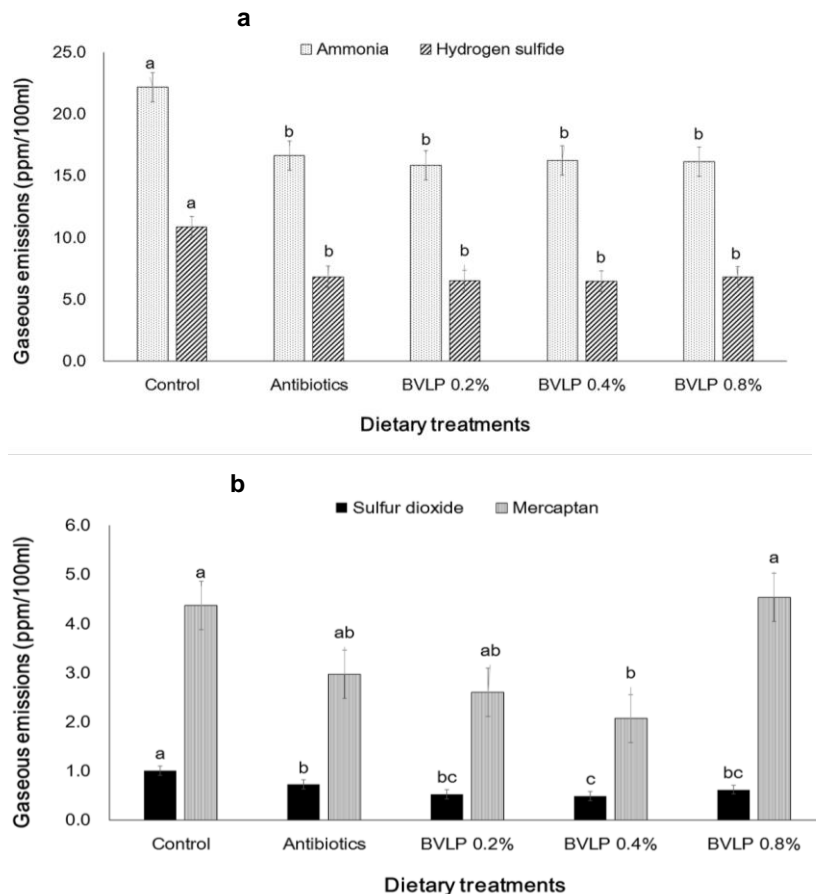 a
Ammonia Hydrogen sulfide
Gaseous emissions (ppm/100ml)
25.0
20.0
15.0
10.0
5.0
0.0
a a
b b
b b
b b
b b
Control Antibiotics BVLP 0.2% BVLP 0.4% BVLP 0.8%
Dietary treatments
b
Sulfur dioxide Mercaptan
Gaseous emissions (ppm/100ml)
6.0
5.0
4.0
3.0
2.0
1.0
0.0
a a
b ab
bc ab
c b
bc a
Control Antibiotics BVLP 0.2% BVLP 0.4% BVLP 0.8%
Dietary treatments